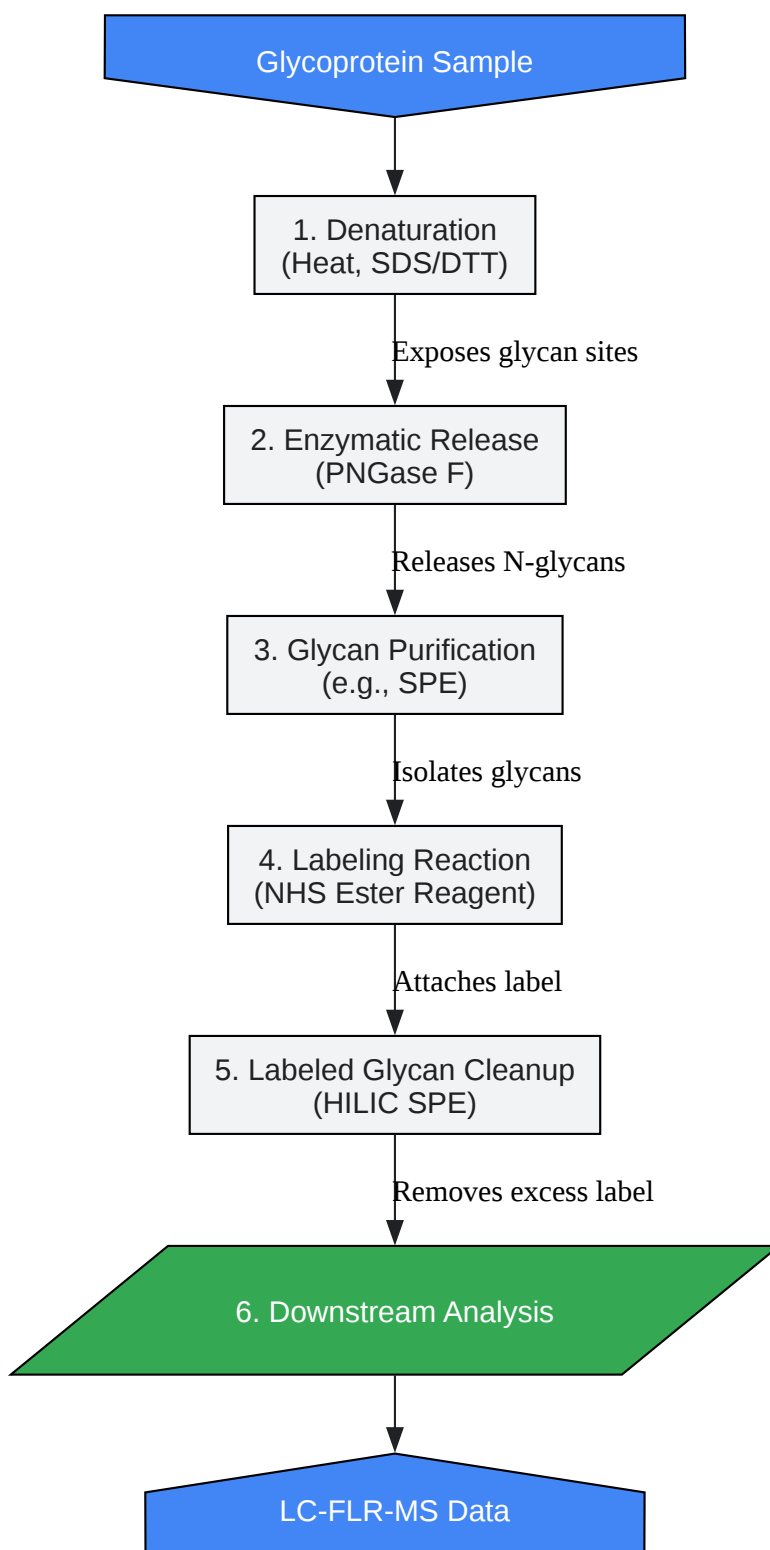 Glycoprotein Sample
1. Denaturation
(Heat, SDS/DTT)
Exposes glycan sites
2. Enzymatic Release
(PNGase F)
Releases N-glycans
3. Glycan Purification
(e.g., SPE)
Isolates glycans
4. Labeling Reaction
(NHS Ester Reagent)
Attaches label
5. Labeled Glycan Cleanup
(HILIC SPE)
Removes excess label
6. Downstream Analysis
LC-FLR-MS Data